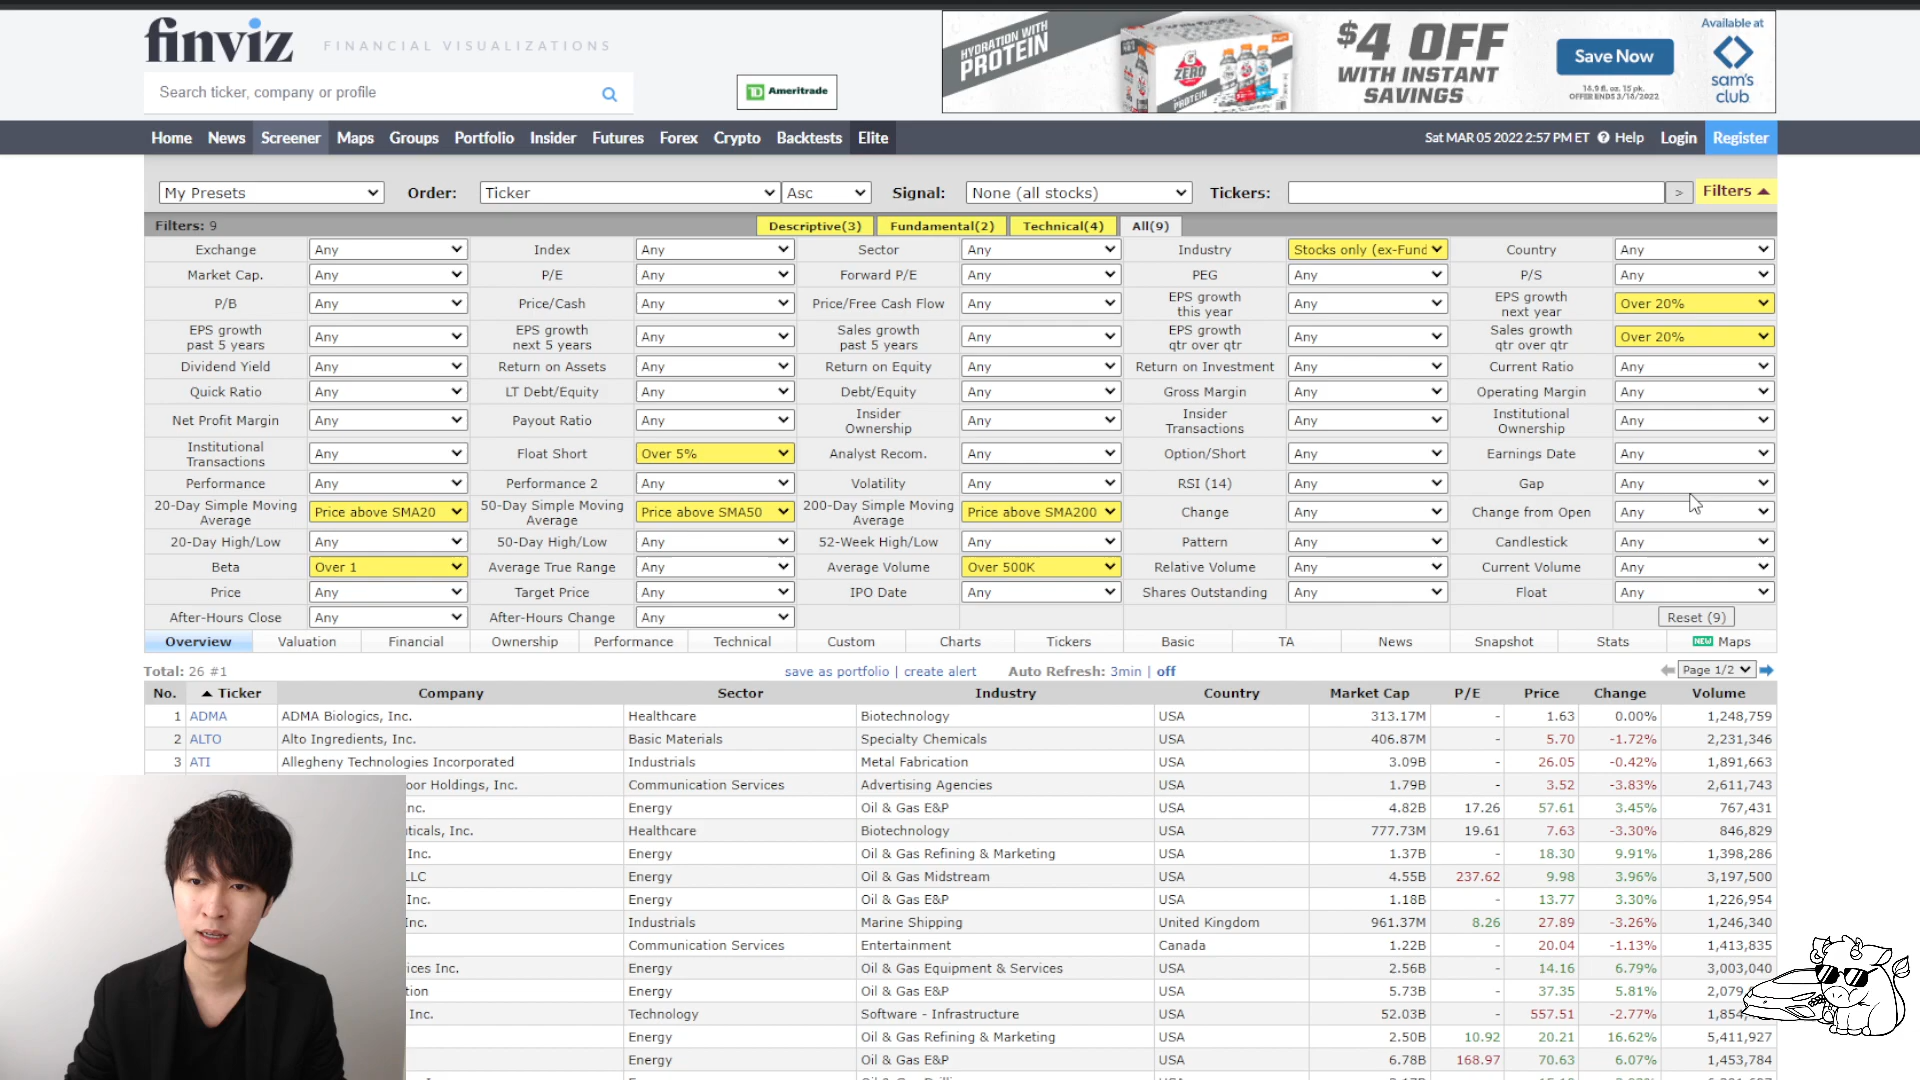 finviz FINANCIAL VISUALIZATIONS
HYDRATION WITH PROTEIN
G ZERO PROTEIN
$4 OFF
WITH INSTANT
SAVINGS
Save Now
OFFER ENDS 3/16/2022
Available at
sam's
club
Search ticker, company or profile
TD Ameritrade
Home News Screener Maps Groups Portfolio Insider Futures Forex Crypto Backtests Elite Sat MAR 05 2022 2:57 PM ET Help Login Register
My Presets Order: Ticker Asc Signal: None (all stocks) Tickers: > Filters
Filters: 9 Descriptive(3) Fundamental(2) Technical(4) All(9)
Exchange Any Index Any Sector Any Industry Stocks only (ex-Fund Country Any
Market Cap. Any P/E Any Forward P/E Any PEG Any P/S Any
P/B Any Price/Cash Any Price/Free Cash Flow Any EPS growth this year Any EPS growth next year Over 20%
EPS growth past 5 years Any EPS growth next 5 years Any Sales growth past 5 years Any EPS growth qtr over qtr Any Sales growth qtr over qtr Over 20%
Dividend Yield Any Return on Assets Any Return on Equity Any Return on Investment Any Current Ratio Any
Quick Ratio Any LT Debt/Equity Any Debt/Equity Any Gross Margin Any Operating Margin Any
Net Profit Margin Any Payout Ratio Any Insider Ownership Any Insider Transactions Any Institutional Ownership Any
Institutional Transactions Any Float Short Over 5% Analyst Recom. Any Option/Short Any Earnings Date Any
Performance Any Performance 2 Any Volatility Any RSI (14) Any Gap Any
20-Day Simple Moving Average Price above SMA20 50-Day Simple Moving Average Price above SMA50 200-Day Simple Moving Average Price above SMA200 Change Any Change from Open Any
20-Day High/Low Any 50-Day High/Low Any 52-Week High/Low Any Pattern Any Candlestick Any
Beta Over 1 Average True Range Any Average Volume Over 500K Relative Volume Any Current Volume Any
Price Any Target Price Any IPO Date Any Shares Outstanding Any Float Any
After-Hours Close Any After-Hours Change Any Reset (9)
Overview Valuation Financial Ownership Performance Technical Custom Charts Tickers Basic TA News Snapshot Stats NEW Maps
Total: 26 #1 save as portfolio | create alert Auto Refresh: 3min | off Page 1/2
No. Ticker Company Sector Industry Country Market Cap P/E Price Change Volume
1 ADMA ADMA Biologics, Inc. Healthcare Biotechnology USA 313.17M - 1.63 0.00% 1,248,759
2 ALTO Alto Ingredients, Inc. Basic Materials Specialty Chemicals USA 406.87M - 5.70 -1.72% 2,231,346
3 ATI Allegheny Technologies Incorporated Industrials Metal Fabrication USA 3.09B - 26.05 -0.42% 1,891,663
oor Holdings, Inc. Communication Services Advertising Agencies USA 1.79B - 3.52 -3.83% 2,611,743
nc. Energy Oil & Gas E&P USA 4.82B 17.26 57.61 3.45% 767,431
ticals, Inc. Healthcare Biotechnology USA 777.73M 19.61 7.63 -3.30% 846,829
Inc. Energy Oil & Gas Refining & Marketing USA 1.37B - 18.30 9.91% 1,398,286
LLC Energy Oil & Gas Midstream USA 4.55B 237.62 9.98 3.96% 3,197,500
Inc. Energy Oil & Gas E&P USA 1.18B - 13.77 3.30% 1,226,954
nc. Industrials Marine Shipping United Kingdom 961.37M 8.26 27.89 -3.26% 1,246,340
Communication Services Entertainment Canada 1.22B - 20.04 -1.13% 1,413,835
ices Inc. Energy Oil & Gas Equipment & Services USA 2.56B - 14.16 6.79% 3,003,040
tion Energy Oil & Gas E&P USA 5.73B - 37.35 5.81% 2,079,
Inc. Technology Software - Infrastructure USA 52.03B - 557.51 -2.77% 1,854,
Energy Oil & Gas Refining & Marketing USA 2.50B 10.92 20.21 16.62% 5,411,927
Energy Oil & Gas E&P USA 6.78B 168.97 70.63 6.07% 1,453,784